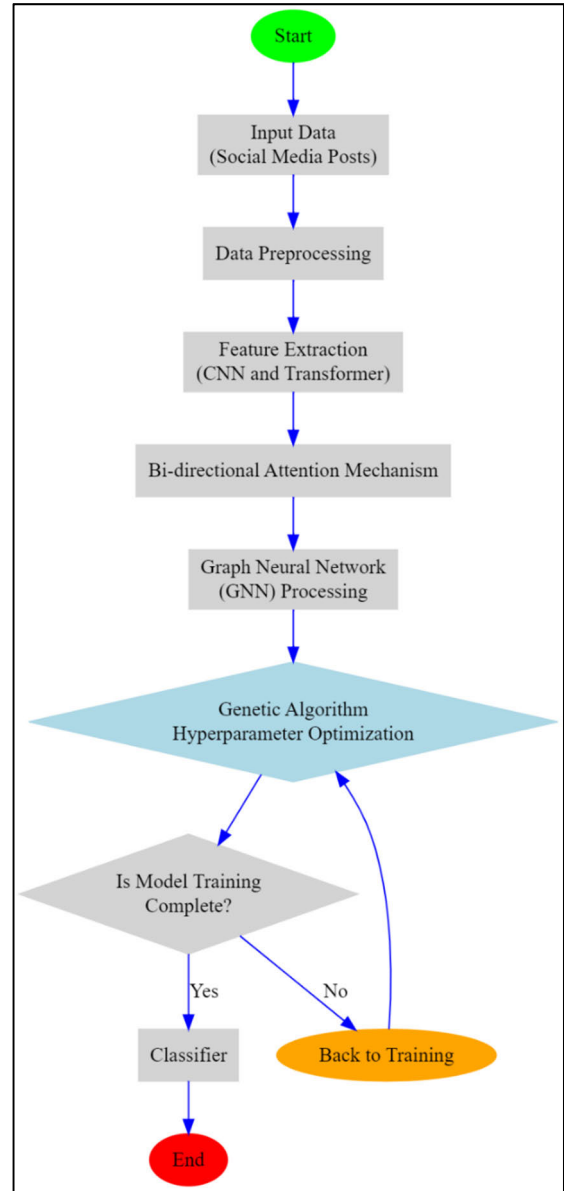 Start
Input Data
(Social Media Posts)
Data Preprocessing
Feature Extraction
(CNN and Transformer)
Bi-directional Attention Mechanism
Graph Neural Network
(GNN) Processing
Genetic Algorithm
Hyperparameter Optimization
Is Model Training
Complete?
Yes
No
Classifier
Back to Training
End